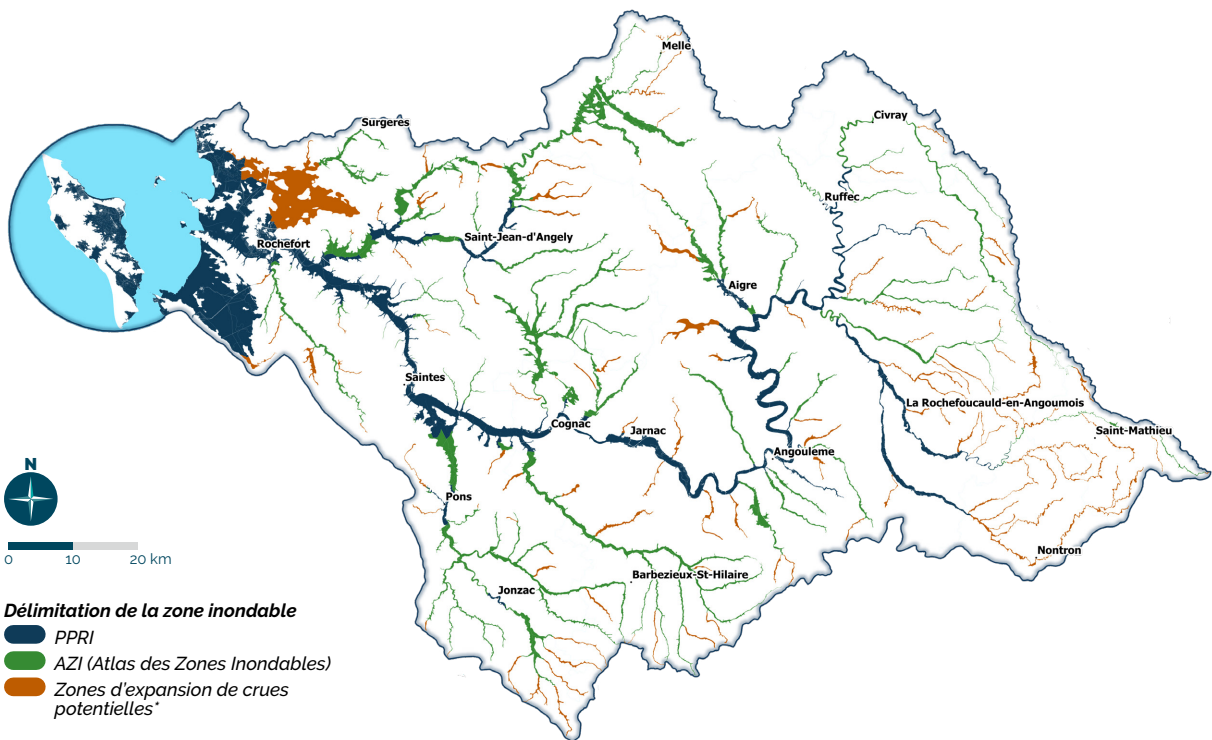 Melle
Civray
Surgères
Ruffec
Saint-Jean-d'Angely
Rochefort
Aigre
Saintes
La Rochefoucauld-en-Angoumois
Cognac
Jarnac
Saint-Mathieu
Angouleme
N
Pons
0 10 20 km
Nontron
Barbezieux-St-Hilaire
Jonzac
Délimitation de la zone inondable
PPRI
AZI (Atlas des Zones Inondables)
Zones d'expansion de crues
potentielles*